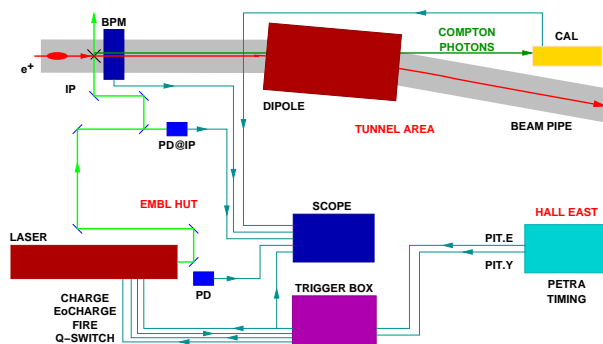 BPM
COMPTON
PHOTONS
CAL
e+
IP
DIPOLE
TUNNEL AREA
BEAM PIPE
PD@IP
EMBL HUT
SCOPE
HALL EAST
LASER
PIT.E
PIT.Y
PD
PETRA
TIMING
TRIGGER BOX
CHARGE
EoCHARGE
FIRE
Q-SWITCH